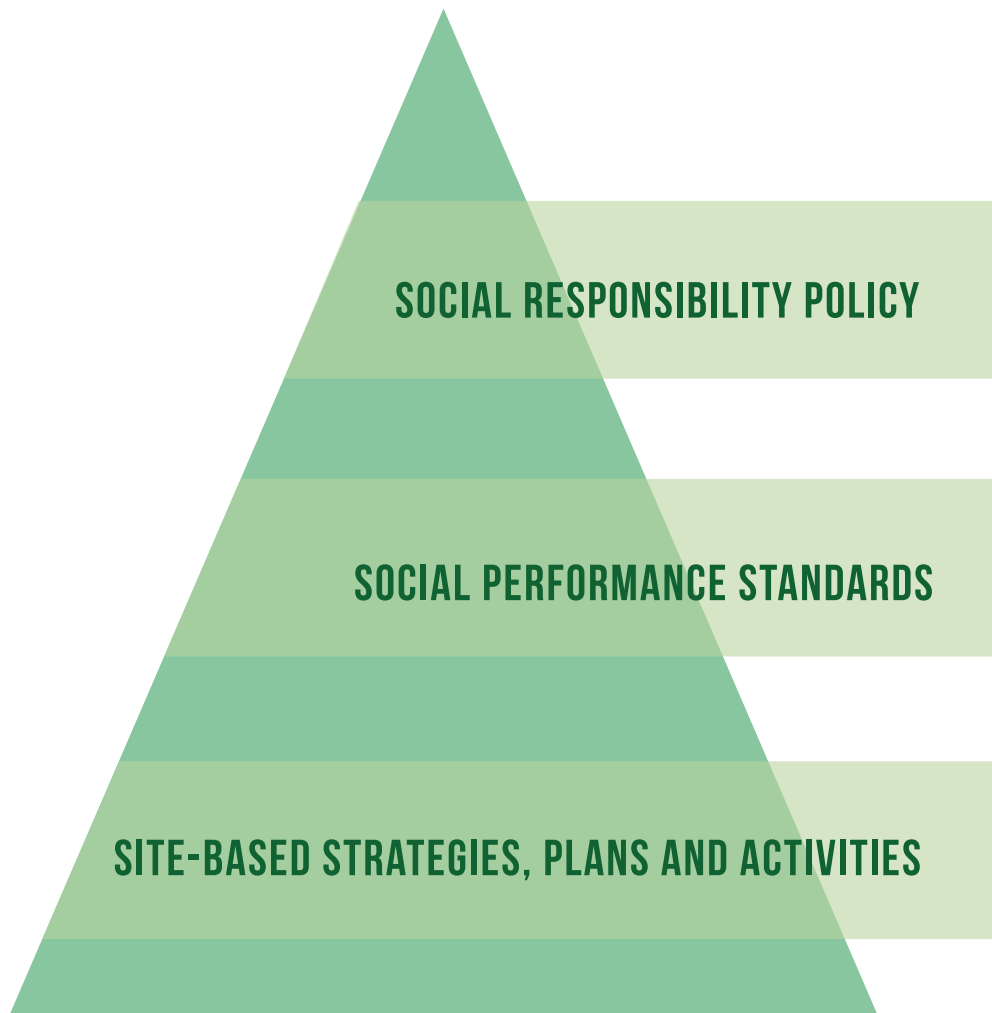 SOCIAL RESPONSIBILITY POLICY
SOCIAL PERFORMANCE STANDARDS
SITE-BASED STRATEGIES, PLANS AND ACTIVITIES